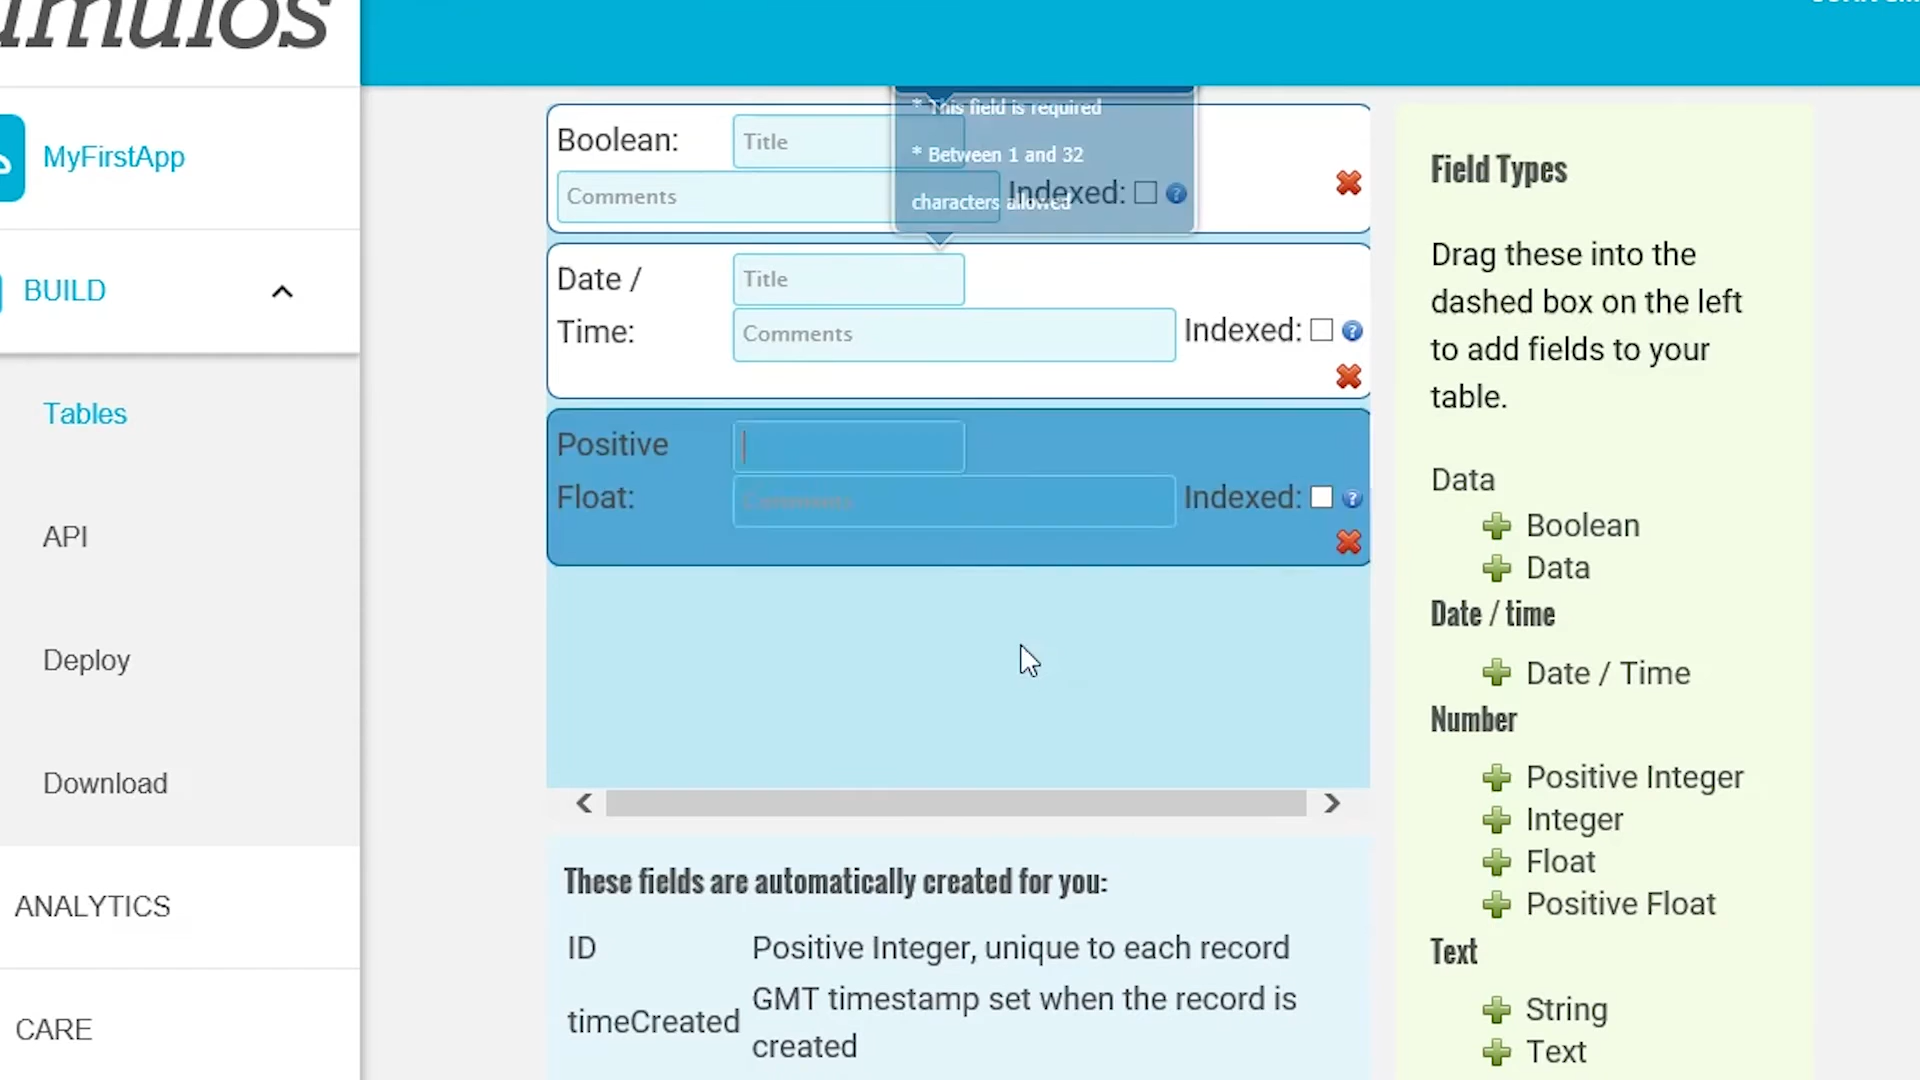 MyFirstApp
BUILD
Tables
API
Deploy
Download
ANALYTICS
CARE
* This field is required
Boolean:
Title
* Between 1 and 32
Comments
characters allowed
Indexed:
Date /
Title
Time:
Comments
Indexed:
Positive
Float:
Comments
Indexed:
These fields are automatically created for you:
ID
Positive Integer, unique to each record
timeCreated
GMT timestamp set when the record is
created
Field Types
Drag these into the
dashed box on the left
to add fields to your
table.
Data
Boolean
Data
Date / time
Date / Time
Number
Positive Integer
Integer
Float
Positive Float
Text
String
Text